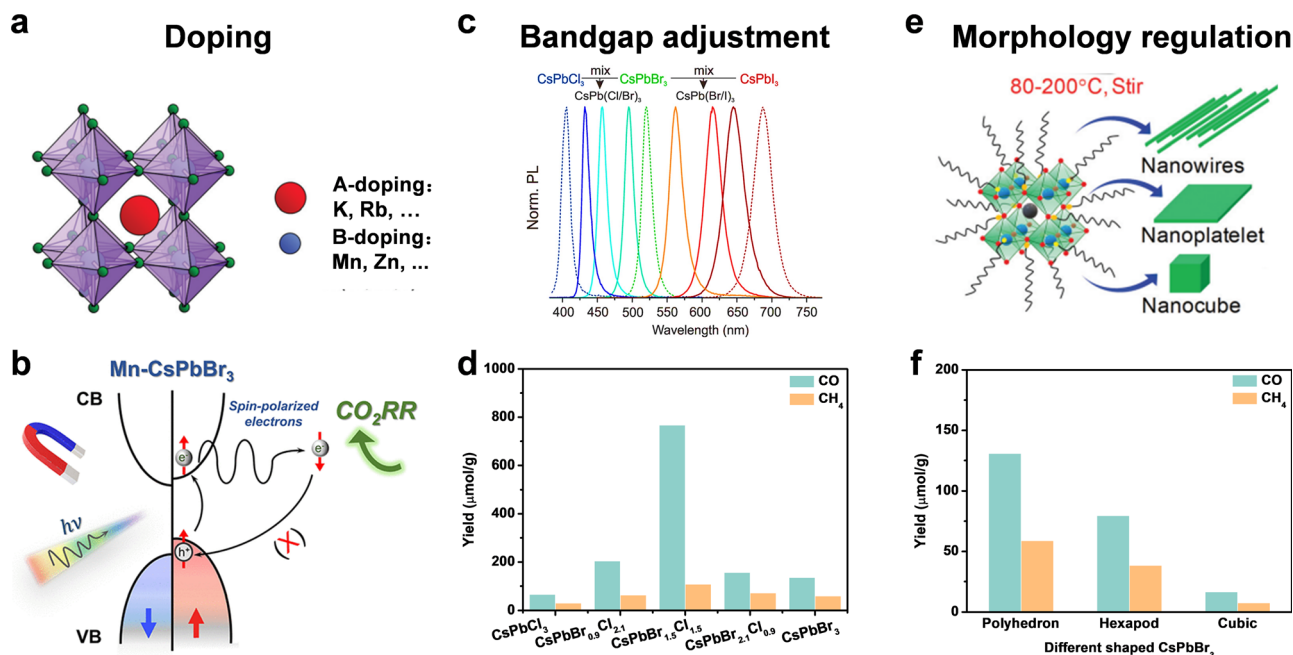 a
Doping
A-doping:
K, Rb, ...
B-doping:
Mn, Zn, ...
b
Mn-CsPbBr₃
CB
Spin-polarized
electrons
CO₂RR
e⁻
e⁻
hν
h⁺
VB
c
Bandgap adjustment
CsPbCl₃ mix CsPbBr₃ mix CsPbI₃
CsPb(Cl/Br)₃ CsPb(Br/I)₃
Norm. PL
400 450 500 550 600 650 700 750
Wavelength (nm)
d
CO
CH₄
Yield (μmol/g)
1000
800
600
400
200
0
CsPbCl₃
CsPbBr₀.₉Cl₂.₁
CsPbBr₁.₅Cl₁.₅
CsPbBr₂.₁Cl₀.₉
CsPbBr₃
e
Morphology regulation
80-200°C, Stir
Nanowires
Nanoplatelet
Nanocube
f
CO
CH₄
Yield (μmol/g)
200
150
100
50
0
Polyhedron Hexapod Cubic
Different shaped CsPbBr₃